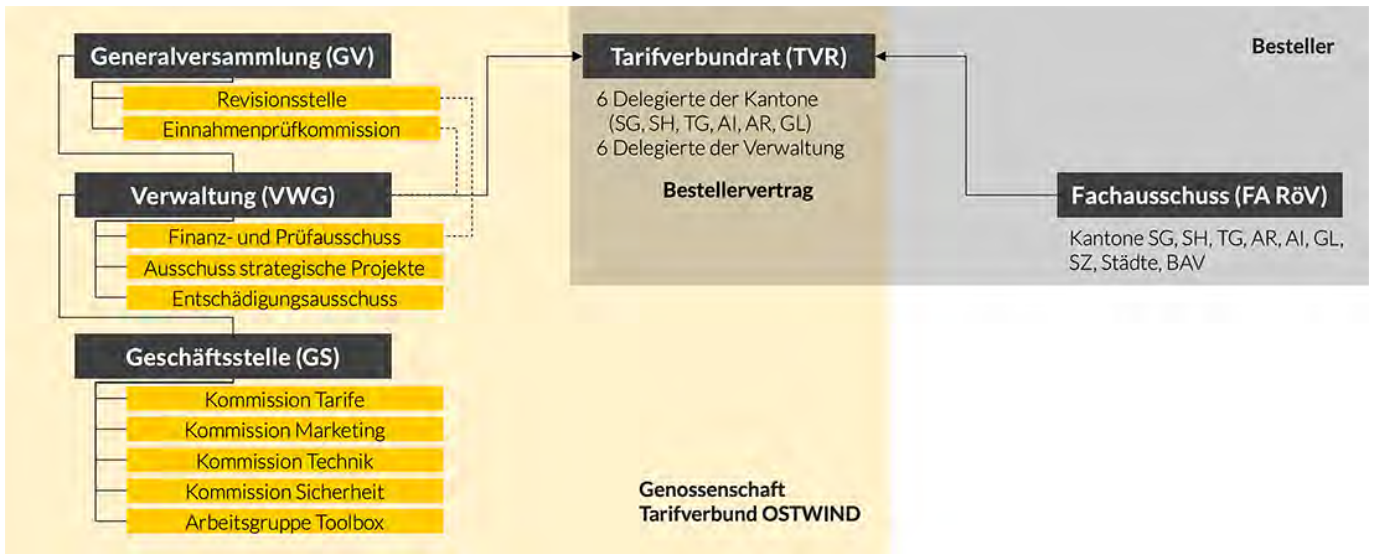 Generalversammlung (GV)
Revisionsstelle
Einnahmenprüfkommission
Verwaltung (VWG)
Finanz- und Prüfausschuss
Ausschuss strategische Projekte
Entschädigungsausschuss
Geschäftsstelle (GS)
Kommission Tarife
Kommission Marketing
Kommission Technik
Kommission Sicherheit
Arbeitsgruppe Toolbox
Tarifverbundrat (TVR)
6 Delegierte der Kantone
(SG, SH, TG, AI, AR, GL)
6 Delegierte der Verwaltung
Bestellervertrag
Genossenschaft
Tarifverbund OSTWIND
Besteller
Fachausschuss (FA RöV)
Kantone SG, SH, TG, AR, AI, GL,
SZ, Städte, BAV